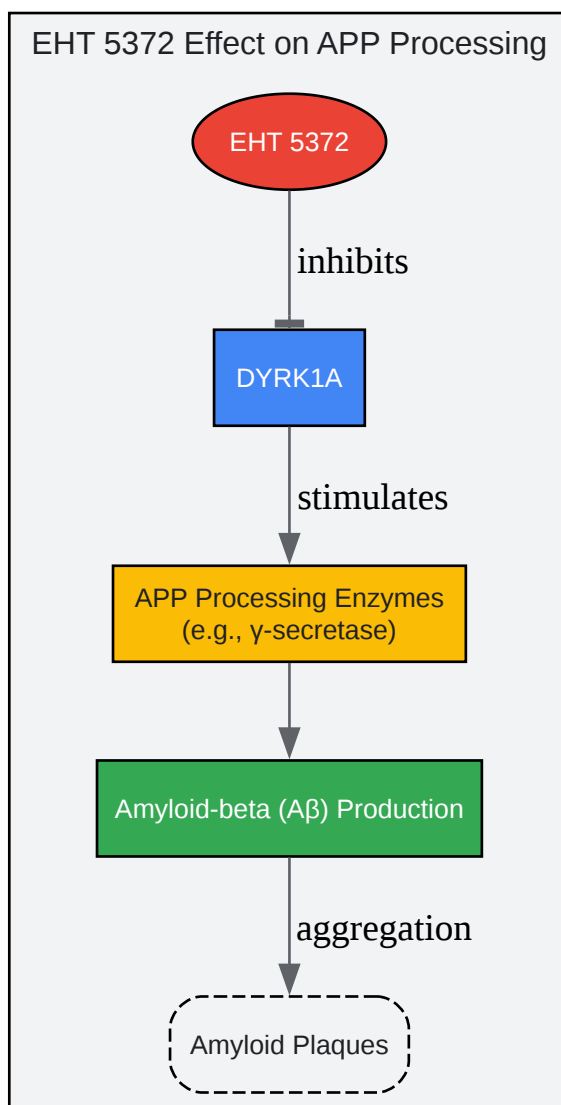 EHT 5372 Effect on APP Processing
EHT 5372
inhibits
DYRK1A
stimulates
APP Processing Enzymes
(e.g., γ-secretase)
Amyloid-beta (Aβ) Production
aggregation
Amyloid Plaques